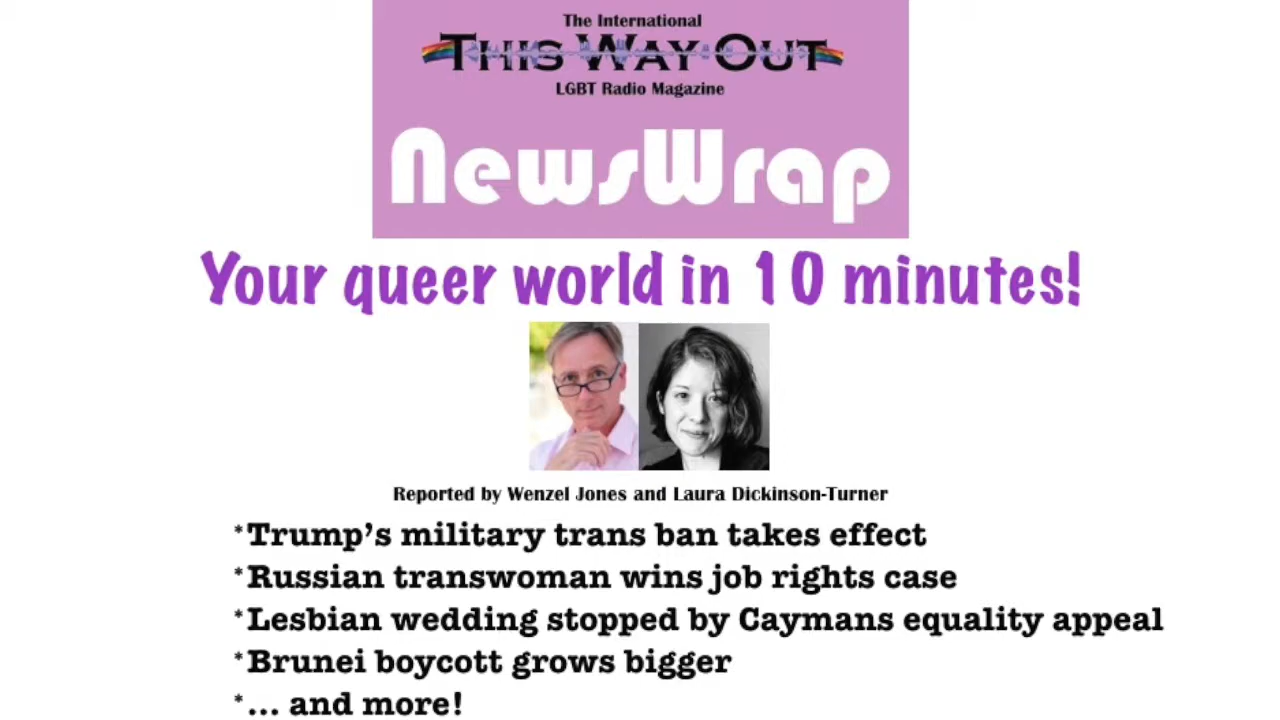 The International
THIS WAY OUT
LGBT Radio Magazine
NewsWrap
Your queer world in 10 minutes!
Reported by Wenzel Jones and Laura Dickinson-Turner
*Trump’s military trans ban takes effect
*Russian transwoman wins job rights case
*Lesbian wedding stopped by Caymans equality appeal
*Brunei boycott grows bigger
*... and more!